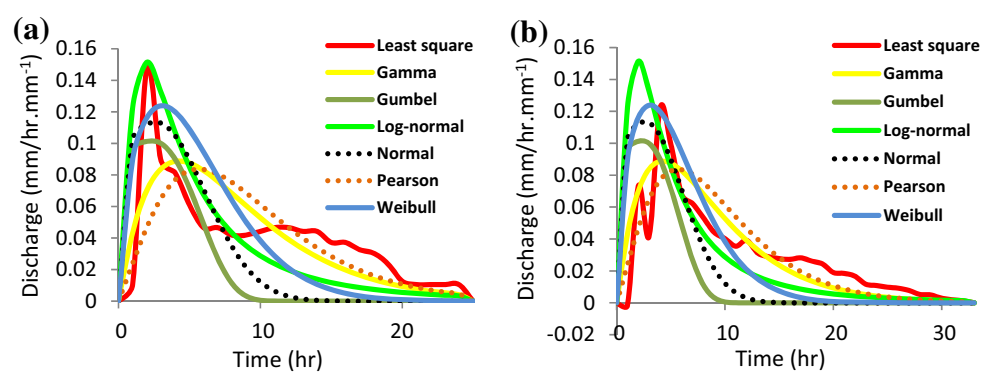 (a)
Discharge (mm/hr.mm⁻¹)
0.16
0.14
0.12
0.1
0.08
0.06
0.04
0.02
0
0 10 20
Time (hr)
Least square
Gamma
Gumbel
Log-normal
Normal
Pearson
Weibull
(b)
Discharge (mm/hr.mm⁻¹)
0.16
0.14
0.12
0.1
0.08
0.06
0.04
0.02
0
-0.02
0 10 20 30
Time (hr)
Least square
Gamma
Gumbel
Log-normal
Normal
Pearson
Weibull